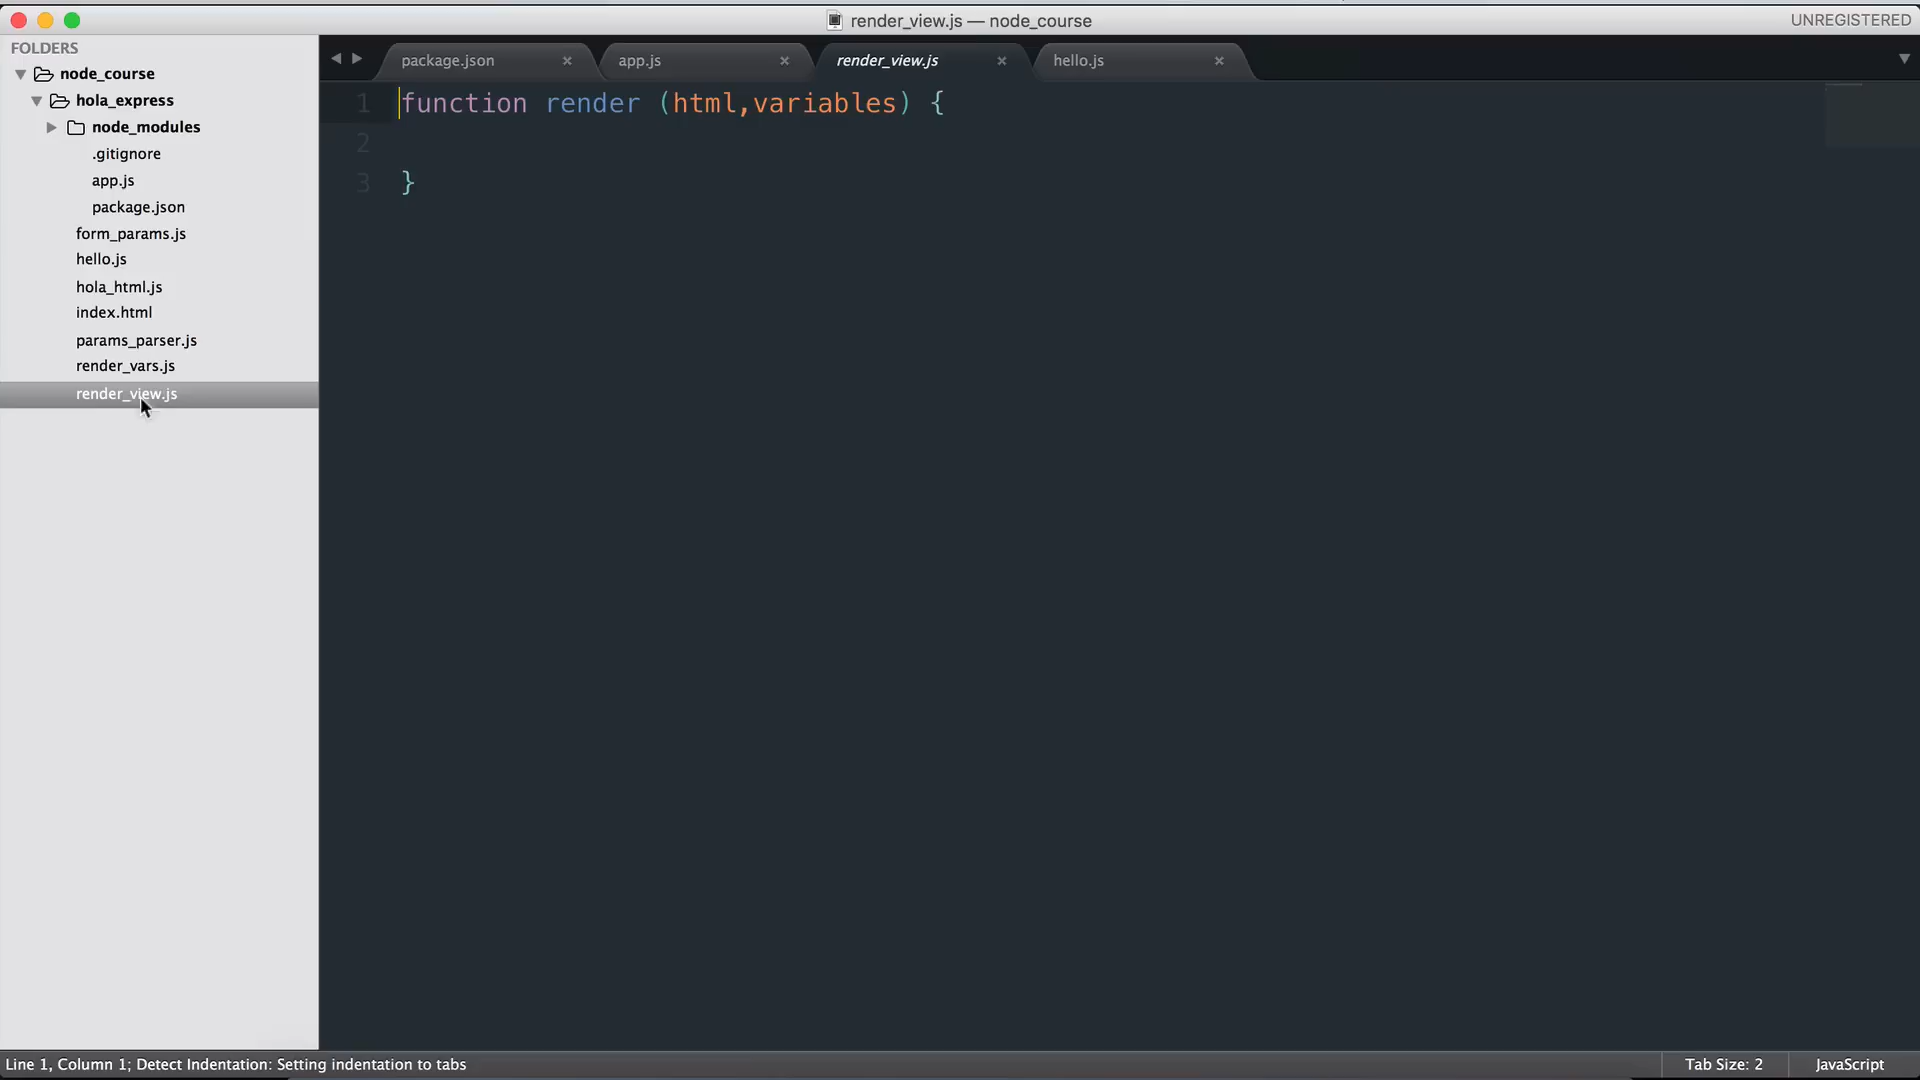 render_view.js — node_course
UNREGISTERED
FOLDERS
node_course
hola_express
node_modules
.gitignore
app.js
package.json
form_params.js
hello.js
hola_html.js
index.html
params_parser.js
render_vars.js
render_view.js
package.json × app.js × render_view.js × hello.js ×
1 function render (html,variables) {
2
3 }
Line 1, Column 1; Detect Indentation: Setting indentation to tabs
Tab Size: 2
JavaScript